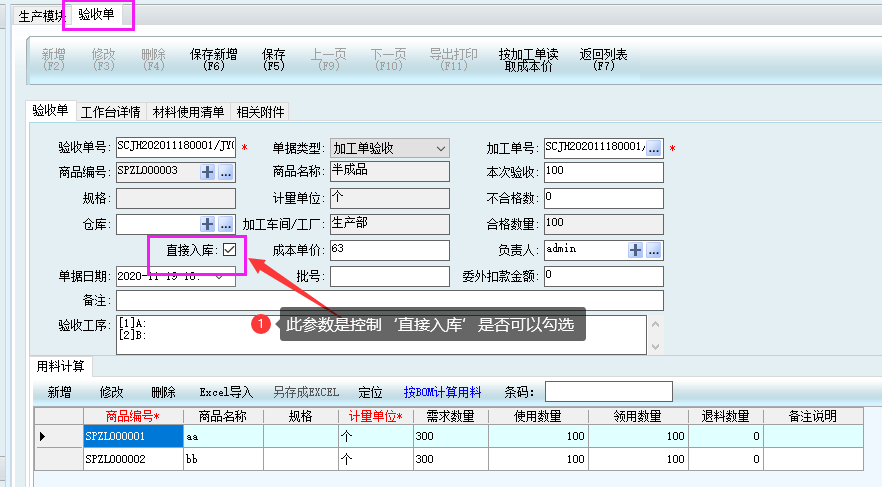 生产模块 验收单
新增 修改 删除 保存新增 保存 上一页 下一页 导出打印 按加工单读 返回列表
(F2) (F3) (F4) (F6) (F5) (F9) (F10) (F11) 取成本价 (F7)
验收单 工作台详情 材料使用清单 相关附件
验收单号: SCJH202011180001/JY * 单据类型: 加工单验收 加工单号: SCJH202011180001/ ... *
商品编号: SPZL000003 + ... 商品名称: 半成品 本次验收: 100
规格: 计量单位: 个 不合格数: 0
仓库: + ... 加工车间/工厂: 生产部 合格数量: 100
直接入库: 成本单价: 63 负责人: admin + ...
单据日期: 2020-11-19 18: 批号: 委外扣款金额: 0
备注:
1 此参数是控制‘直接入库’是否可以勾选
验收工序: [1]A:
[2]B:
用料计算
新增 修改 删除 Excel导入 另存成EXCEL 定位 按BOM计算用料 条码:
商品编号* 商品名称 规格 计量单位* 需求数量 使用数量 领用数量 退料数量 备注说明
SPZL000001 aa 个 300 100 100 0
SPZL000002 bb 个 300 100 100 0